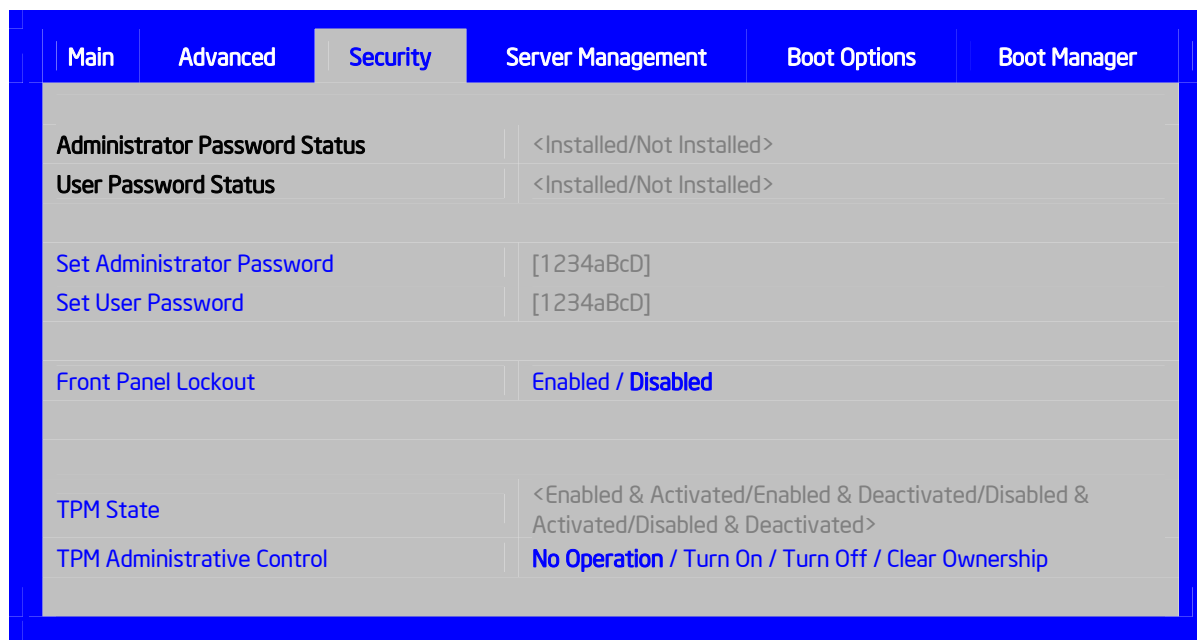 Main Advanced Security Server Management Boot Options Boot Manager
Administrator Password Status <Installed/Not Installed>
User Password Status <Installed/Not Installed>
Set Administrator Password [1234aBcD]
Set User Password [1234aBcD]
Front Panel Lockout Enabled / Disabled
TPM State <Enabled & Activated/Enabled & Deactivated/Disabled &
Activated/Disabled & Deactivated>
TPM Administrative Control No Operation / Turn On / Turn Off / Clear Ownership